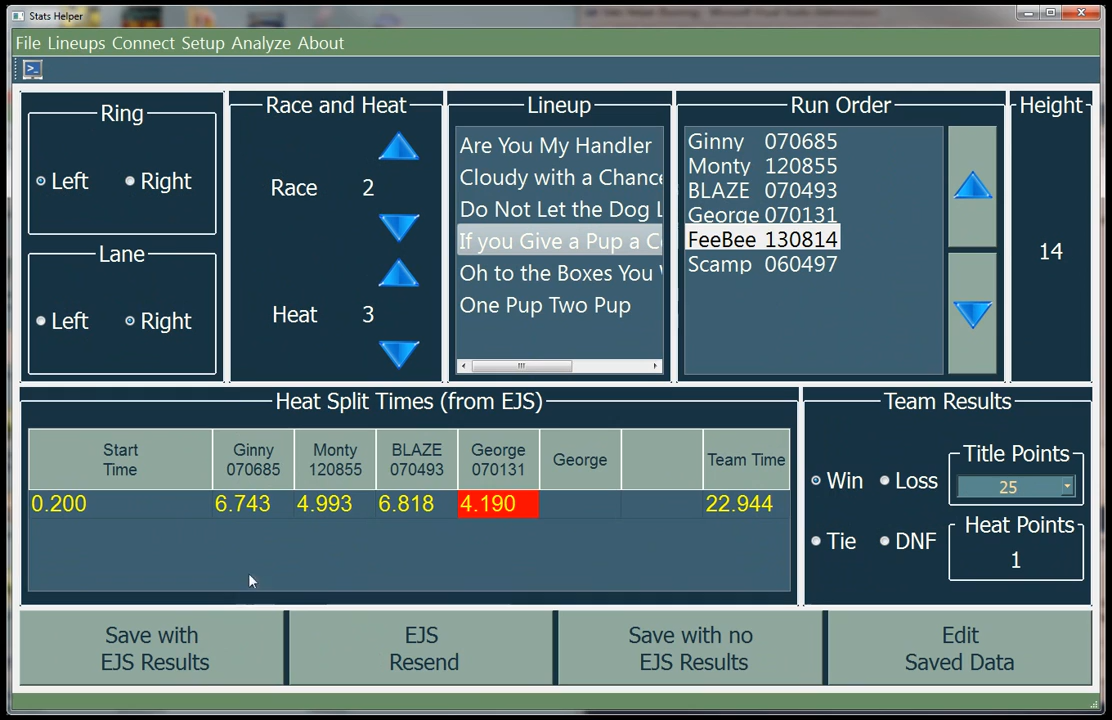 Stats Helper
File Lineups Connect Setup Analyze About
Ring
Left Right
Lane
Left Right
Race and Heat
Race 2
Heat 3
Lineup
Are You My Handler
Cloudy with a Chance
Do Not Let the Dog L
If you Give a Pup a C
Oh to the Boxes You
One Pup Two Pup
Run Order
Ginny 070685
Monty 120855
BLAZE 070493
George 070131
FeeBee 130814
Scamp 060497
Height
14
Heat Split Times (from EJS)
Start
Time
Ginny
070685
Monty
120855
BLAZE
070493
George
070131
George
Team Time
0.200 6.743 4.993 6.818 4.190 22.944
Team Results
Win Loss
Tie DNF
Title Points
25
Heat Points
1
Save with
EJS Results
EJS
Resend
Save with no
EJS Results
Edit
Saved Data